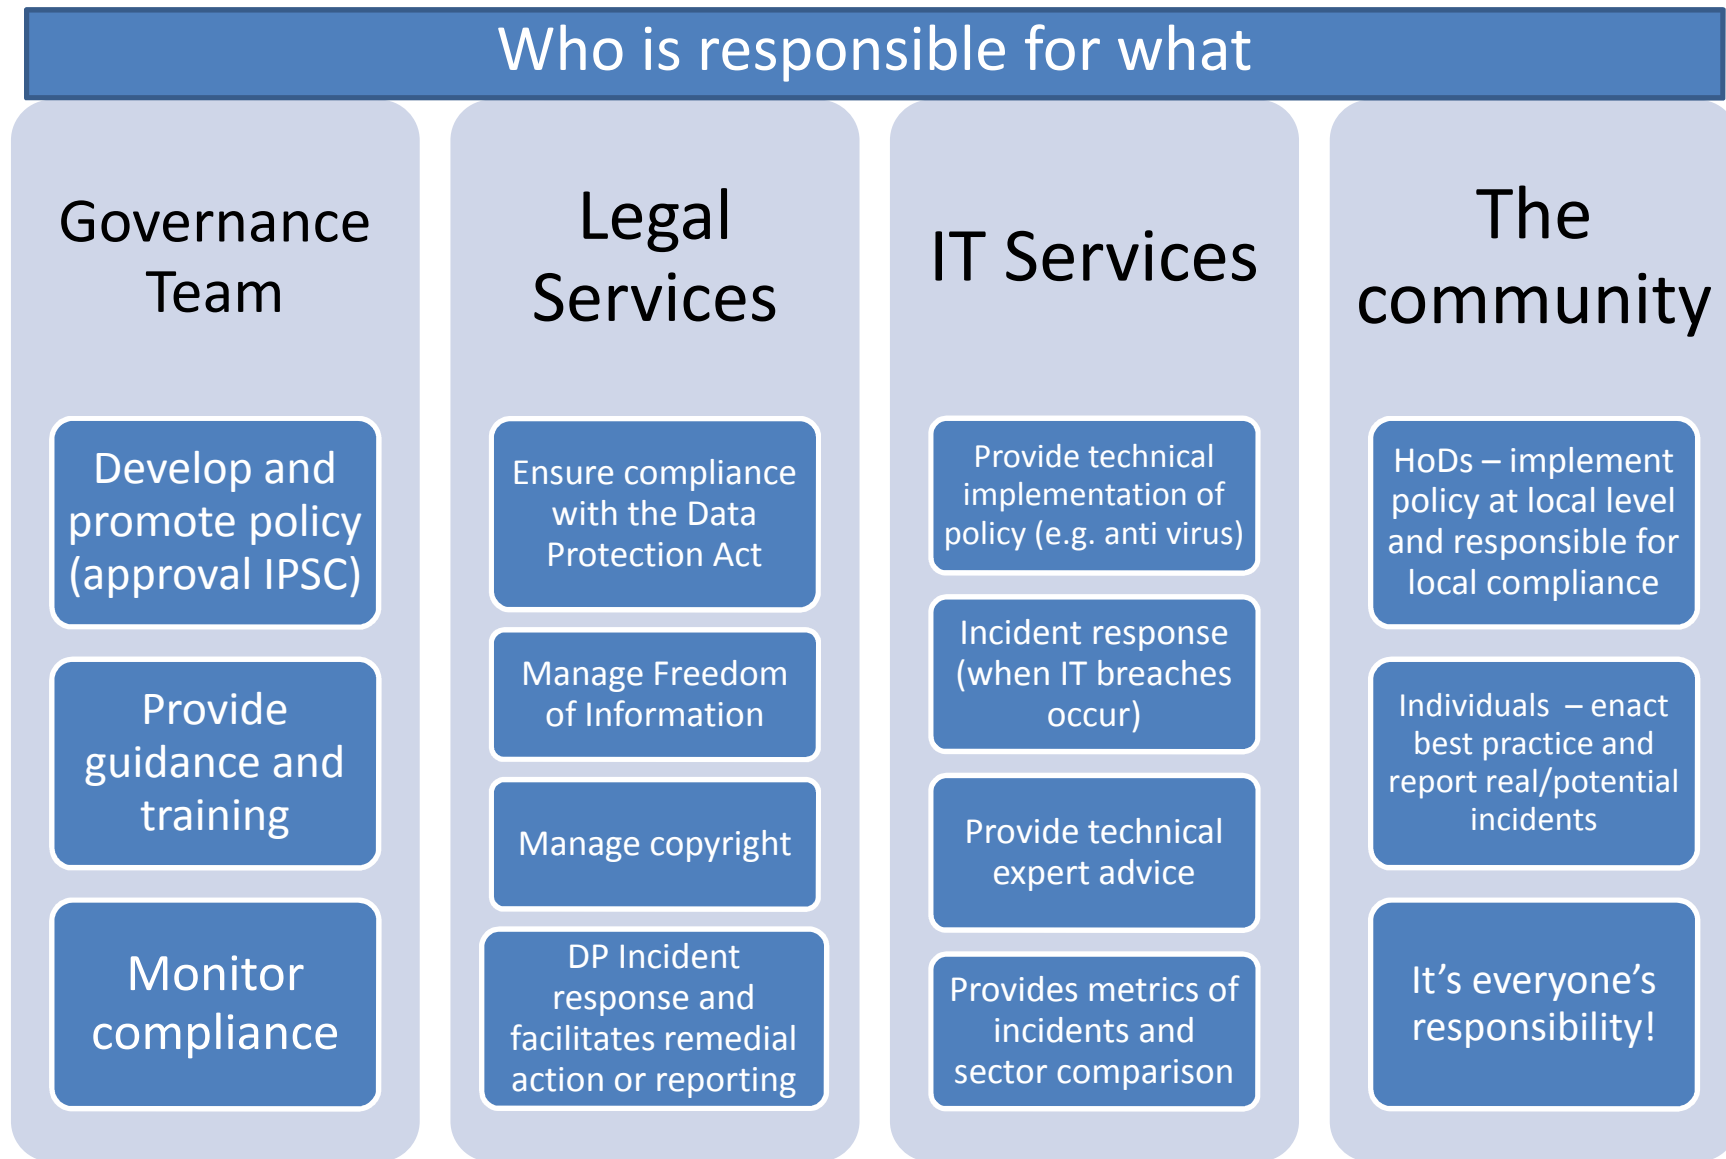 Who is responsible for what
Governance
Team
Develop and
promote policy
(approval IPSC)
Provide
guidance and
training
Monitor
compliance
Legal
Services
Ensure compliance
with the Data
Protection Act
Manage Freedom
of Information
Manage copyright
DP Incident
response and
facilitates remedial
action or reporting
IT Services
Provide technical
implementation of
policy (e.g. anti virus)
Incident response
(when IT breaches
occur)
Provide technical
expert advice
Provides metrics of
incidents and
sector comparison
The
community
HoDs – implement
policy at local level
and responsible for
local compliance
Individuals – enact
best practice and
report real/potential
incidents
It’s everyone’s
responsibility!